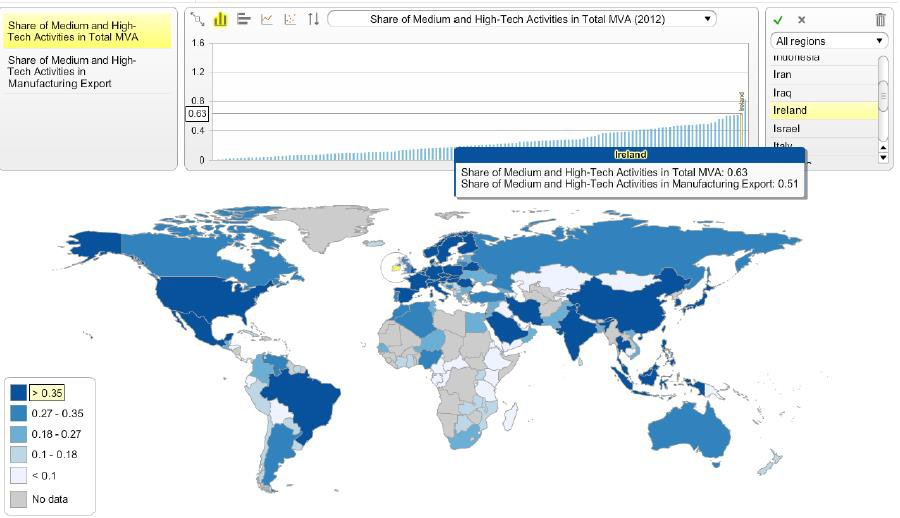 Share of Medium and High-
Tech Activities in Total MVA
Share of Medium and High-
Tech Activities in
Manufacturing Export
Share of Medium and High-Tech Activities in Total MVA (2012)
1.6
1.2
0.8
0.63
0.4
0
Ireland
All regions
Indonesia
Iran
Iraq
Ireland
Israel
Italy
Ireland
Share of Medium and High-Tech Activities in Total MVA: 0.63
Share of Medium and High-Tech Activities in Manufacturing Export: 0.51
> 0.35
0.27 - 0.35
0.18 - 0.27
0.1 - 0.18
< 0.1
No data